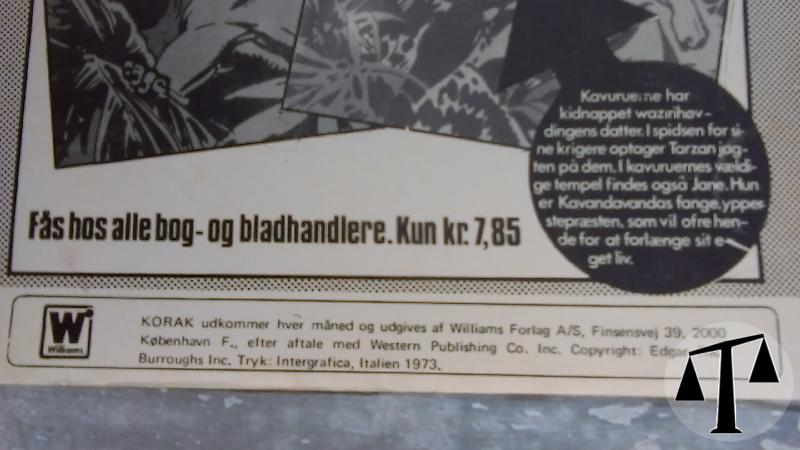 Kavuruerne har
kidnappet wazirihøv-
dingens datter. I spidsen for si-
ne krigere optager Tarzan jag-
ten på dem. I kavuruernes vældi-
ge tempel findes også Jane. Hun
er Kavandavandas fange, yppes
stepræsten, som vil ofre hen-
de for at forlænge sit e-
get liv.
Fås hos alle bog- og bladhandlere. Kun kr. 7,85
W
Williams
KORAK udkommer hver måned og udgives af Williams Forlag A/S, Finsensvej 39, 2000
København F., efter aftale med Western Publishing Co. Inc. Copyright: Edgar
Burroughs Inc. Tryk: Intergrafica, Italien 1973.